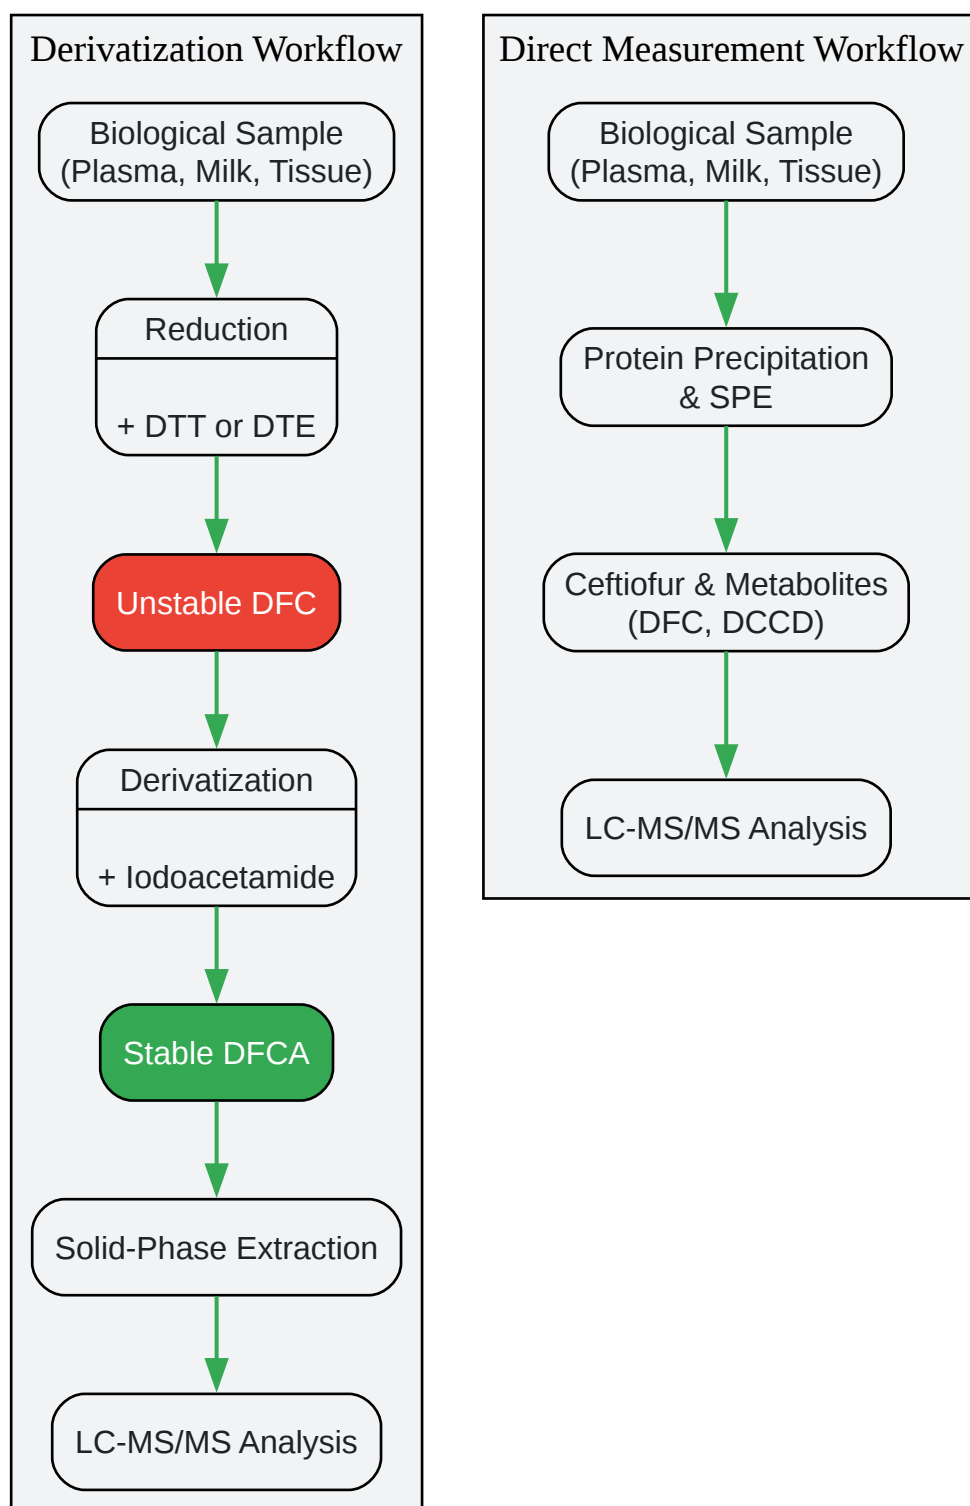 Derivatization Workflow
Biological Sample
(Plasma, Milk, Tissue)
Reduction
+ DTT or DTE
Unstable DFC
Derivatization
+ Iodoacetamide
Stable DFCA
Solid-Phase Extraction
LC-MS/MS Analysis
Direct Measurement Workflow
Biological Sample
(Plasma, Milk, Tissue)
Protein Precipitation
& SPE
Ceftiofur & Metabolites
(DFC, DCCD)
LC-MS/MS Analysis